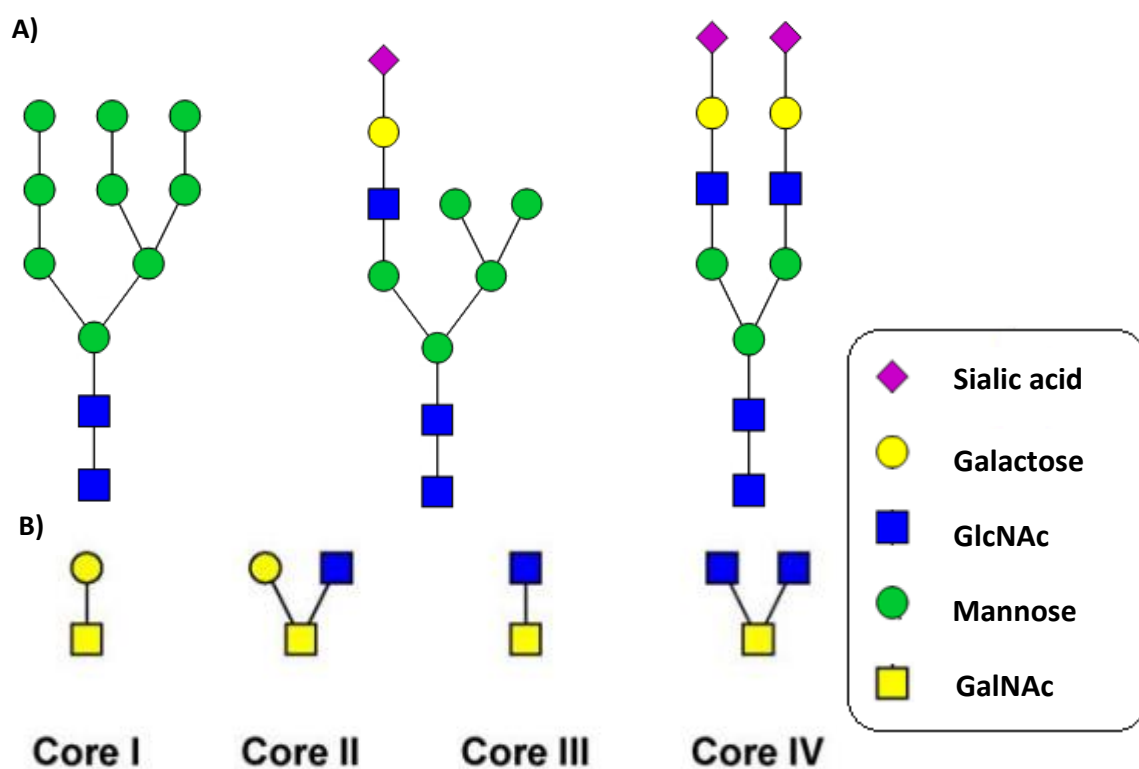 A)
Sialic acid
Galactose
GlcNAc
Mannose
GalNAc
B)
Core I
Core II
Core III
Core IV